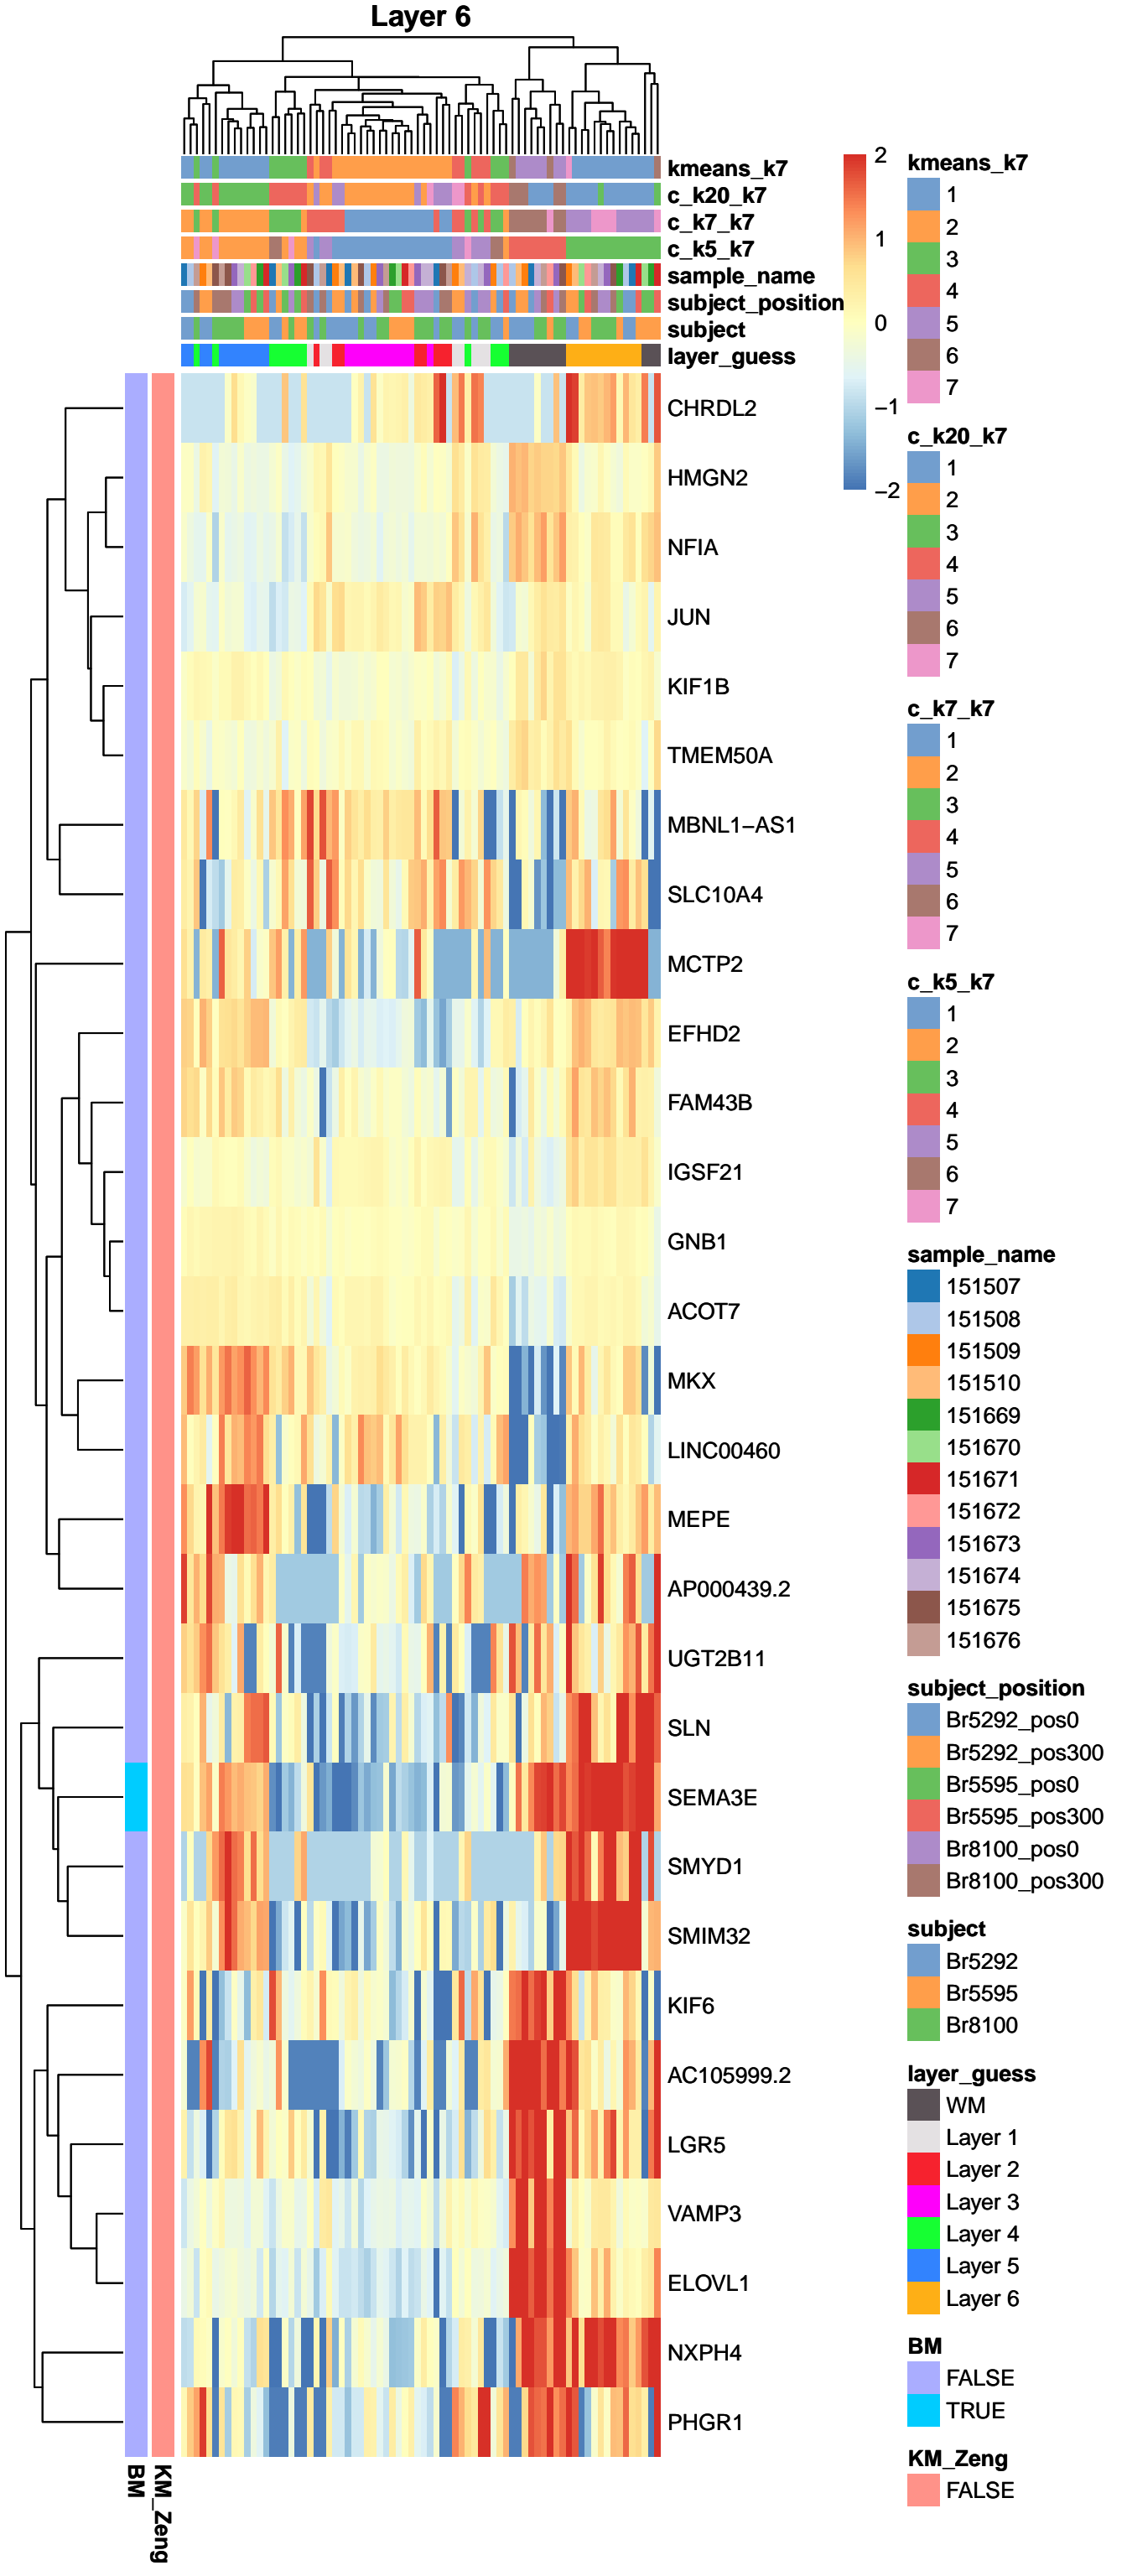 Layer 6
kmeans_k7
c_k20_k7
c_k7_k7
c_k5_k7
sample_name
subject_position
subject
layer_guess
CHRDL2
HMGN2
NFIA
JUN
KIF1B
TMEM50A
MBNL1−AS1
SLC10A4
MCTP2
EFHD2
FAM43B
IGSF21
GNB1
ACOT7
MKX
LINC00460
MEPE
AP000439.2
UGT2B11
SLN
SEMA3E
SMYD1
SMIM32
KIF6
AC105999.2
LGR5
VAMP3
ELOVL1
NXPH4
PHGR1
BM
KM_Zeng
2
1
0
−1
−2
kmeans_k7
1
2
3
4
5
6
7
c_k20_k7
1
2
3
4
5
6
7
c_k7_k7
1
2
3
4
5
6
7
c_k5_k7
1
2
3
4
5
6
7
sample_name
151507
151508
151509
151510
151669
151670
151671
151672
151673
151674
151675
151676
subject_position
Br5292_pos0
Br5292_pos300
Br5595_pos0
Br5595_pos300
Br8100_pos0
Br8100_pos300
subject
Br5292
Br5595
Br8100
layer_guess
WM
Layer 1
Layer 2
Layer 3
Layer 4
Layer 5
Layer 6
BM
FALSE
TRUE
KM_Zeng
FALSE